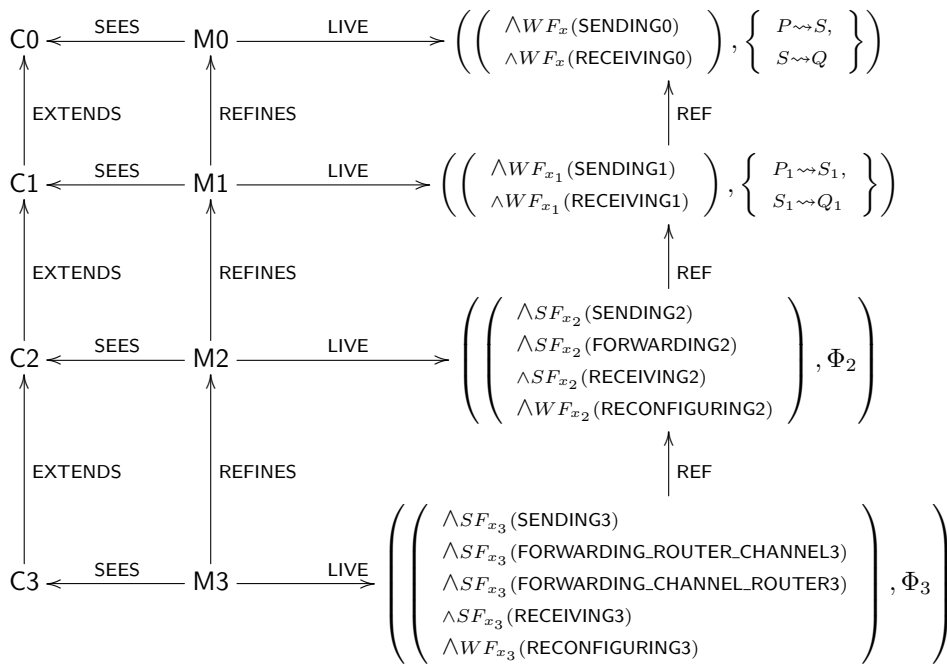 C0 SEES M0 LIVE ( ( ∧WF_x(SENDING0) ∧WF_x(RECEIVING0) ) , { P⇝S, S⇝Q } )
EXTENDS REFINES REF
C1 SEES M1 LIVE ( ( ∧WF_{x_1}(SENDING1) ∧WF_{x_1}(RECEIVING1) ) , { P_1⇝S_1, S_1⇝Q_1 } )
EXTENDS REFINES REF
C2 SEES M2 LIVE ( ( ∧SF_{x_2}(SENDING2) ∧SF_{x_2}(FORWARDING2) ∧SF_{x_2}(RECEIVING2) ∧WF_{x_2}(RECONFIGURING2) ) , Φ_2 )
EXTENDS REFINES REF
C3 SEES M3 LIVE ( ( ∧SF_{x_3}(SENDING3) ∧SF_{x_3}(FORWARDING_ROUTER_CHANNEL3) ∧SF_{x_3}(FORWARDING_CHANNEL_ROUTER3) ∧SF_{x_3}(RECEIVING3) ∧WF_{x_3}(RECONFIGURING3) ) , Φ_3 )